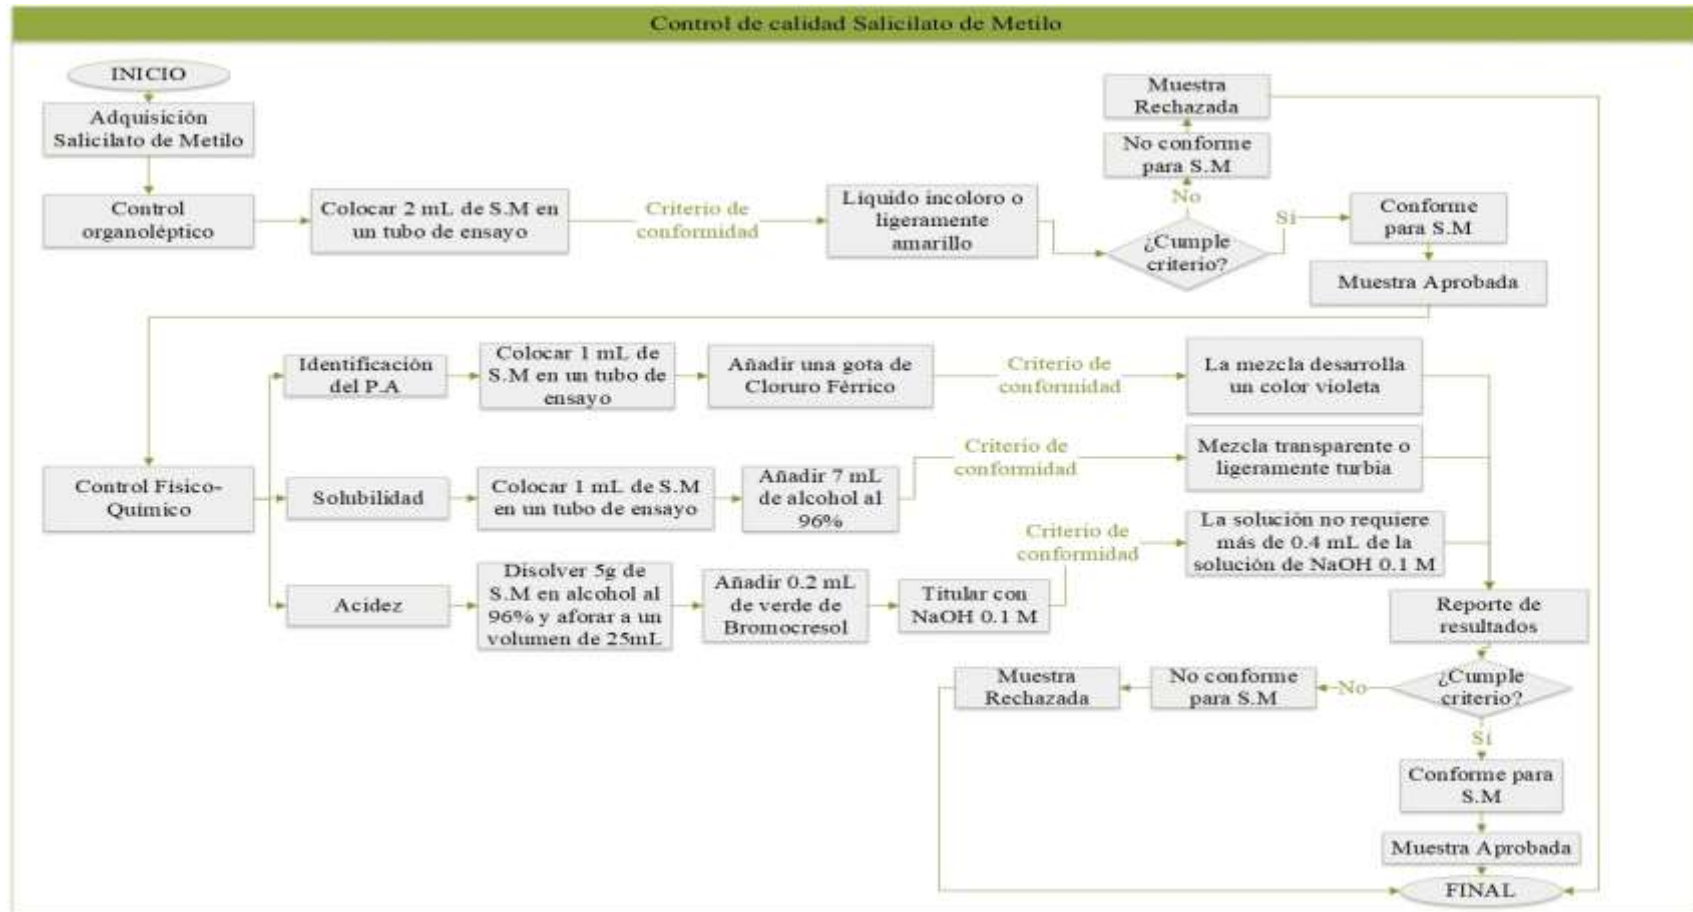 Control de calidad Salicilato de Metilo
INICIO
Adquisición
Salicilato de Metilo
Control
organoléptico
Colocar 2 mL de S.M en
un tubo de ensayo
Criterio de
conformidad
Líquido incoloro o
ligeramente
amarillo
¿Cumple
criterio?
No
No conforme
para S.M
Muestra
Rechazada
Sí
Conforme
para S.M
Muestra Aprobada
Control Físico-
Químico
Identificación
del P.A
Colocar 1 mL de
S.M en un tubo de
ensayo
Añadir una gota de
Cloruro Férrico
Criterio de
conformidad
La mezcla desarrolla
un color violeta
Solubilidad
Colocar 1 mL de S.M
en un tubo de ensayo
Añadir 7 mL
de alcohol al
96%
Criterio de
conformidad
Mezcla transparente o
ligeramente turbia
Acidez
Disolver 5g de
S.M en alcohol al
96% y aforar a un
volumen de 25mL
Añadir 0.2 mL
de verde de
Bromocresol
Titular con
NaOH 0.1 M
Criterio de
conformidad
La solución no requiere
más de 0.4 mL de la
solución de NaOH 0.1 M
Reporte de
resultados
¿Cumple
criterio?
No
No conforme
para S.M
Muestra
Rechazada
Sí
Conforme para
S.M
Muestra Aprobada
FINAL